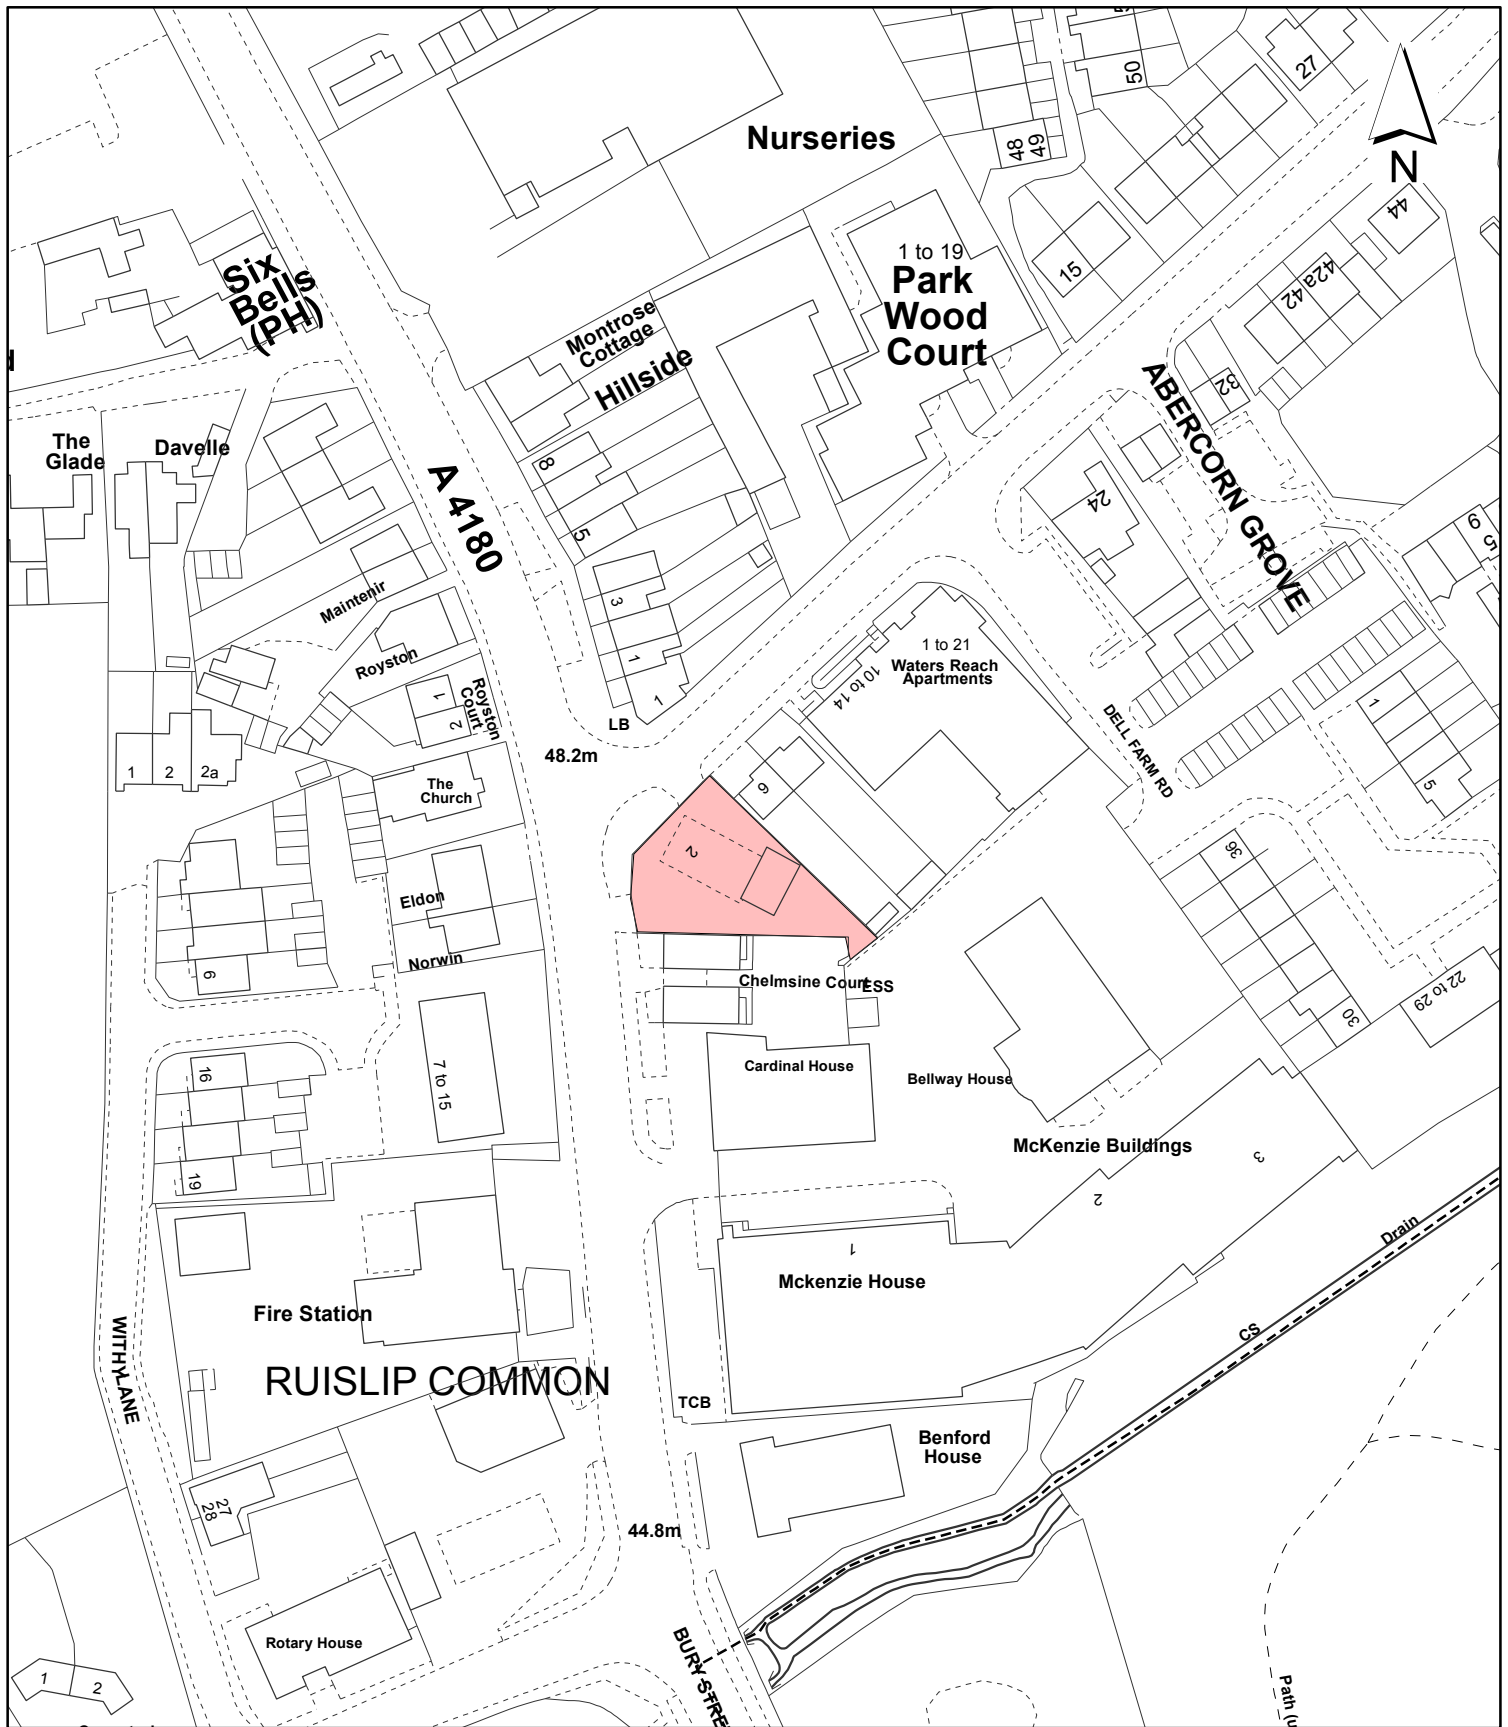 50
27
Nurseries
48
49
N
44
1 to 19
Park
Wood
Court
15
42a
42
Six
Bells
(PH)
Montrose
Cottage
Hillside
ABERCORN GROVE
32
The
Glade
Davelle
8
A 4180
24
9
5
5
Maintenir
3
1
1
Royston
1
2
Royston
Court
1 to 21
Waters Reach
Apartments
10 to 14
LB
DELL FARM RD
1
5
48.2m
1
2
2a
The
Church
6
2
36
Eldon
Norwin
9
Chelmsine Court
ESS
22 to 29
30
16
7 to 15
Cardinal House
Bellway House
McKenzie Buildings
3
2
19
Drain
1
Mckenzie House
Fire Station
CS
WITHY LANE
RUISLIP COMMON
TCB
Benford
House
27
28
44.8m
Rotary House
BURY STRE
1
2
Path (u